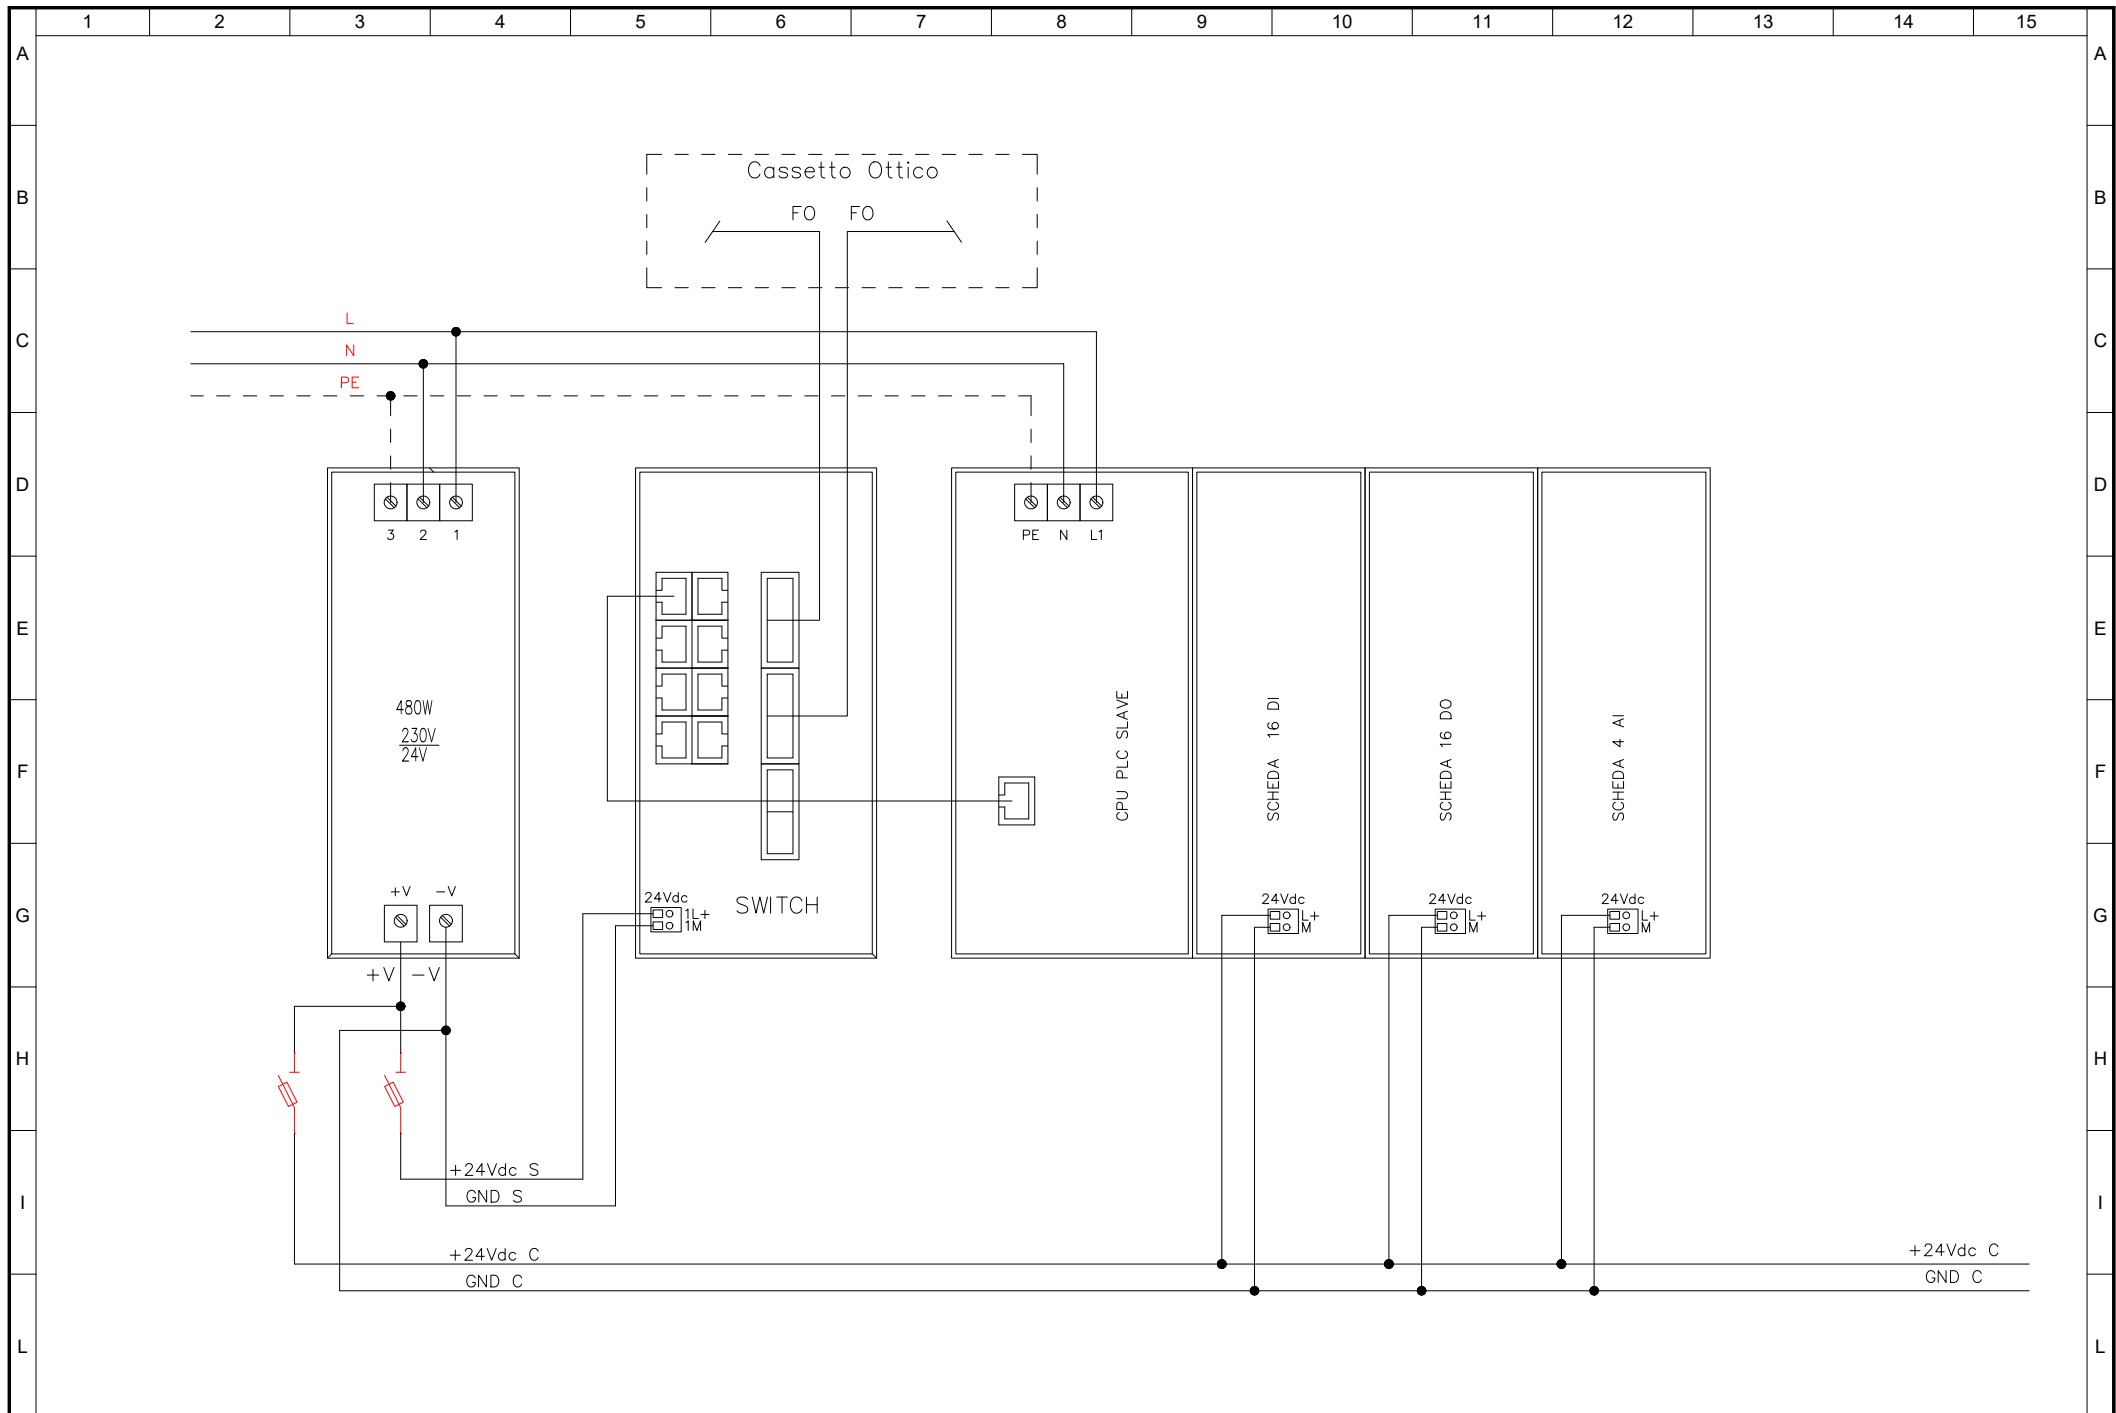 1 2 3 4 5 6 7 8 9 10 11 12 13 14 15
A A
B B
Cassetto Ottico
FO FO
L
C C
N
PE
D D
3 2 1
PE N L1
E E
480W
230V
24V
CPU PLC SLAVE
SCHEDA 16 DI
SCHEDA 16 DO
SCHEDA 4 AI
F F
+V -V
24Vdc
1L+
1M
SWITCH
24Vdc
L+
M
24Vdc
L+
M
24Vdc
L+
M
G G
+V -V
H H
+24Vdc S
GND S
I I
+24Vdc C +24Vdc C
GND C GND C
L L